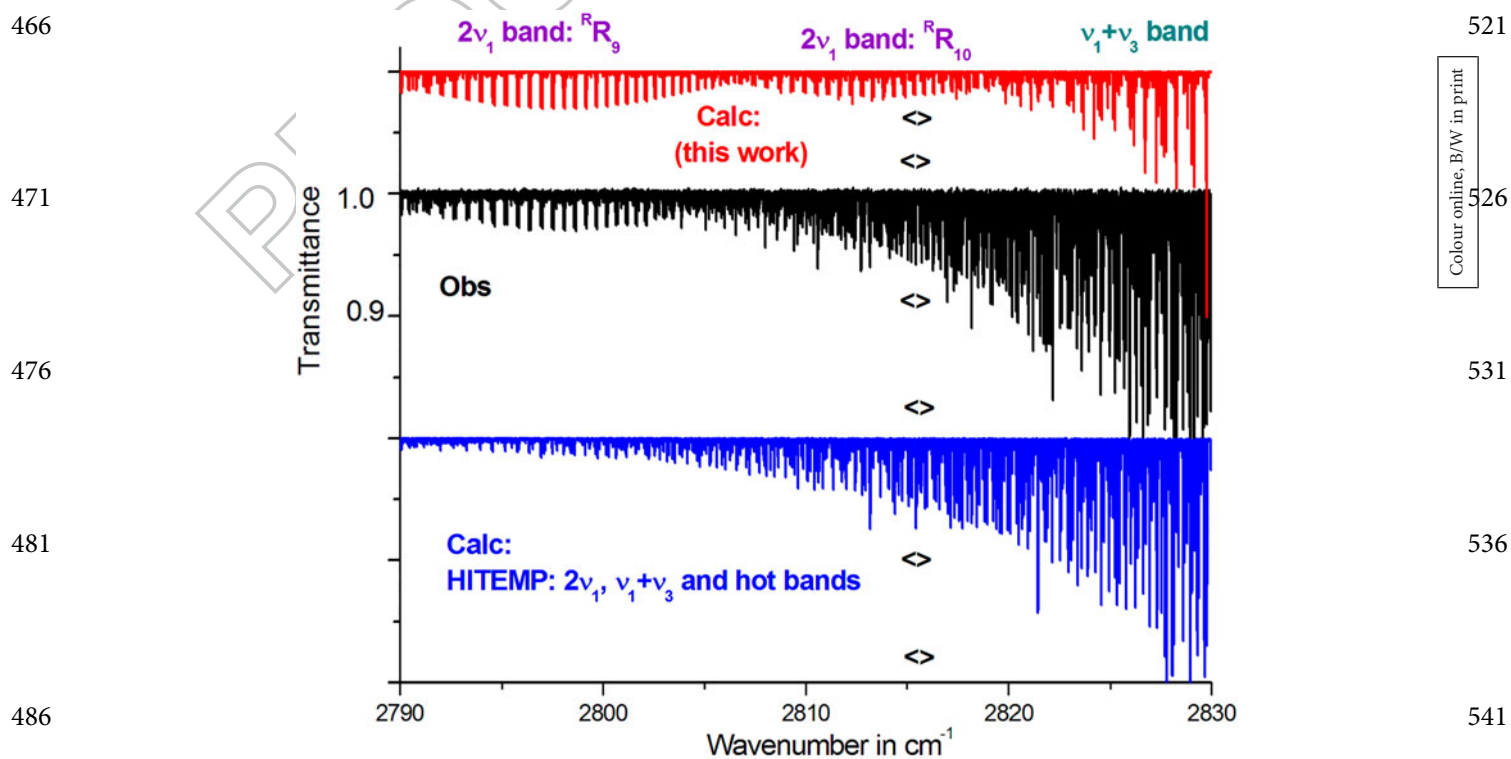 466
521
2ν₁ band: ᴿR₉
2ν₁ band: ᴿR₁₀
ν₁+ν₃ band
Calc:
(this work)
<>
<>
Colour online, B/W in print
471
526
1.0
Transmittance
Obs
0.9
<>
476
531
<>
Calc:
HITEMP: 2ν₁, ν₁+ν₃ and hot bands
481
536
<>
<>
486
541
2790
2800
2810
2820
2830
Wavenumber in cm⁻¹